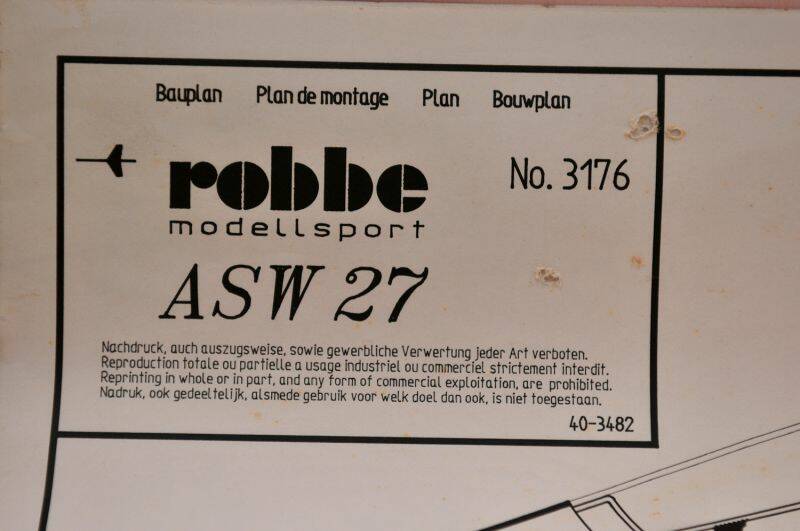 Bauplan Plan de montage Plan Bouwplan
robbe No. 3176
modellsport
ASW 27
Nachdruck, auch auszugsweise, sowie gewerbliche Verwertung jeder Art verboten.
Reproduction totale ou partielle a usage industriel ou commerciel strictement interdit.
Reprinting in whole or in part, and any form of commercial exploitation, are prohibited.
Nadruk, ook gedeeltelijk, alsmede gebruik voor welk doel dan ook, is niet toegestaan.
40-3482